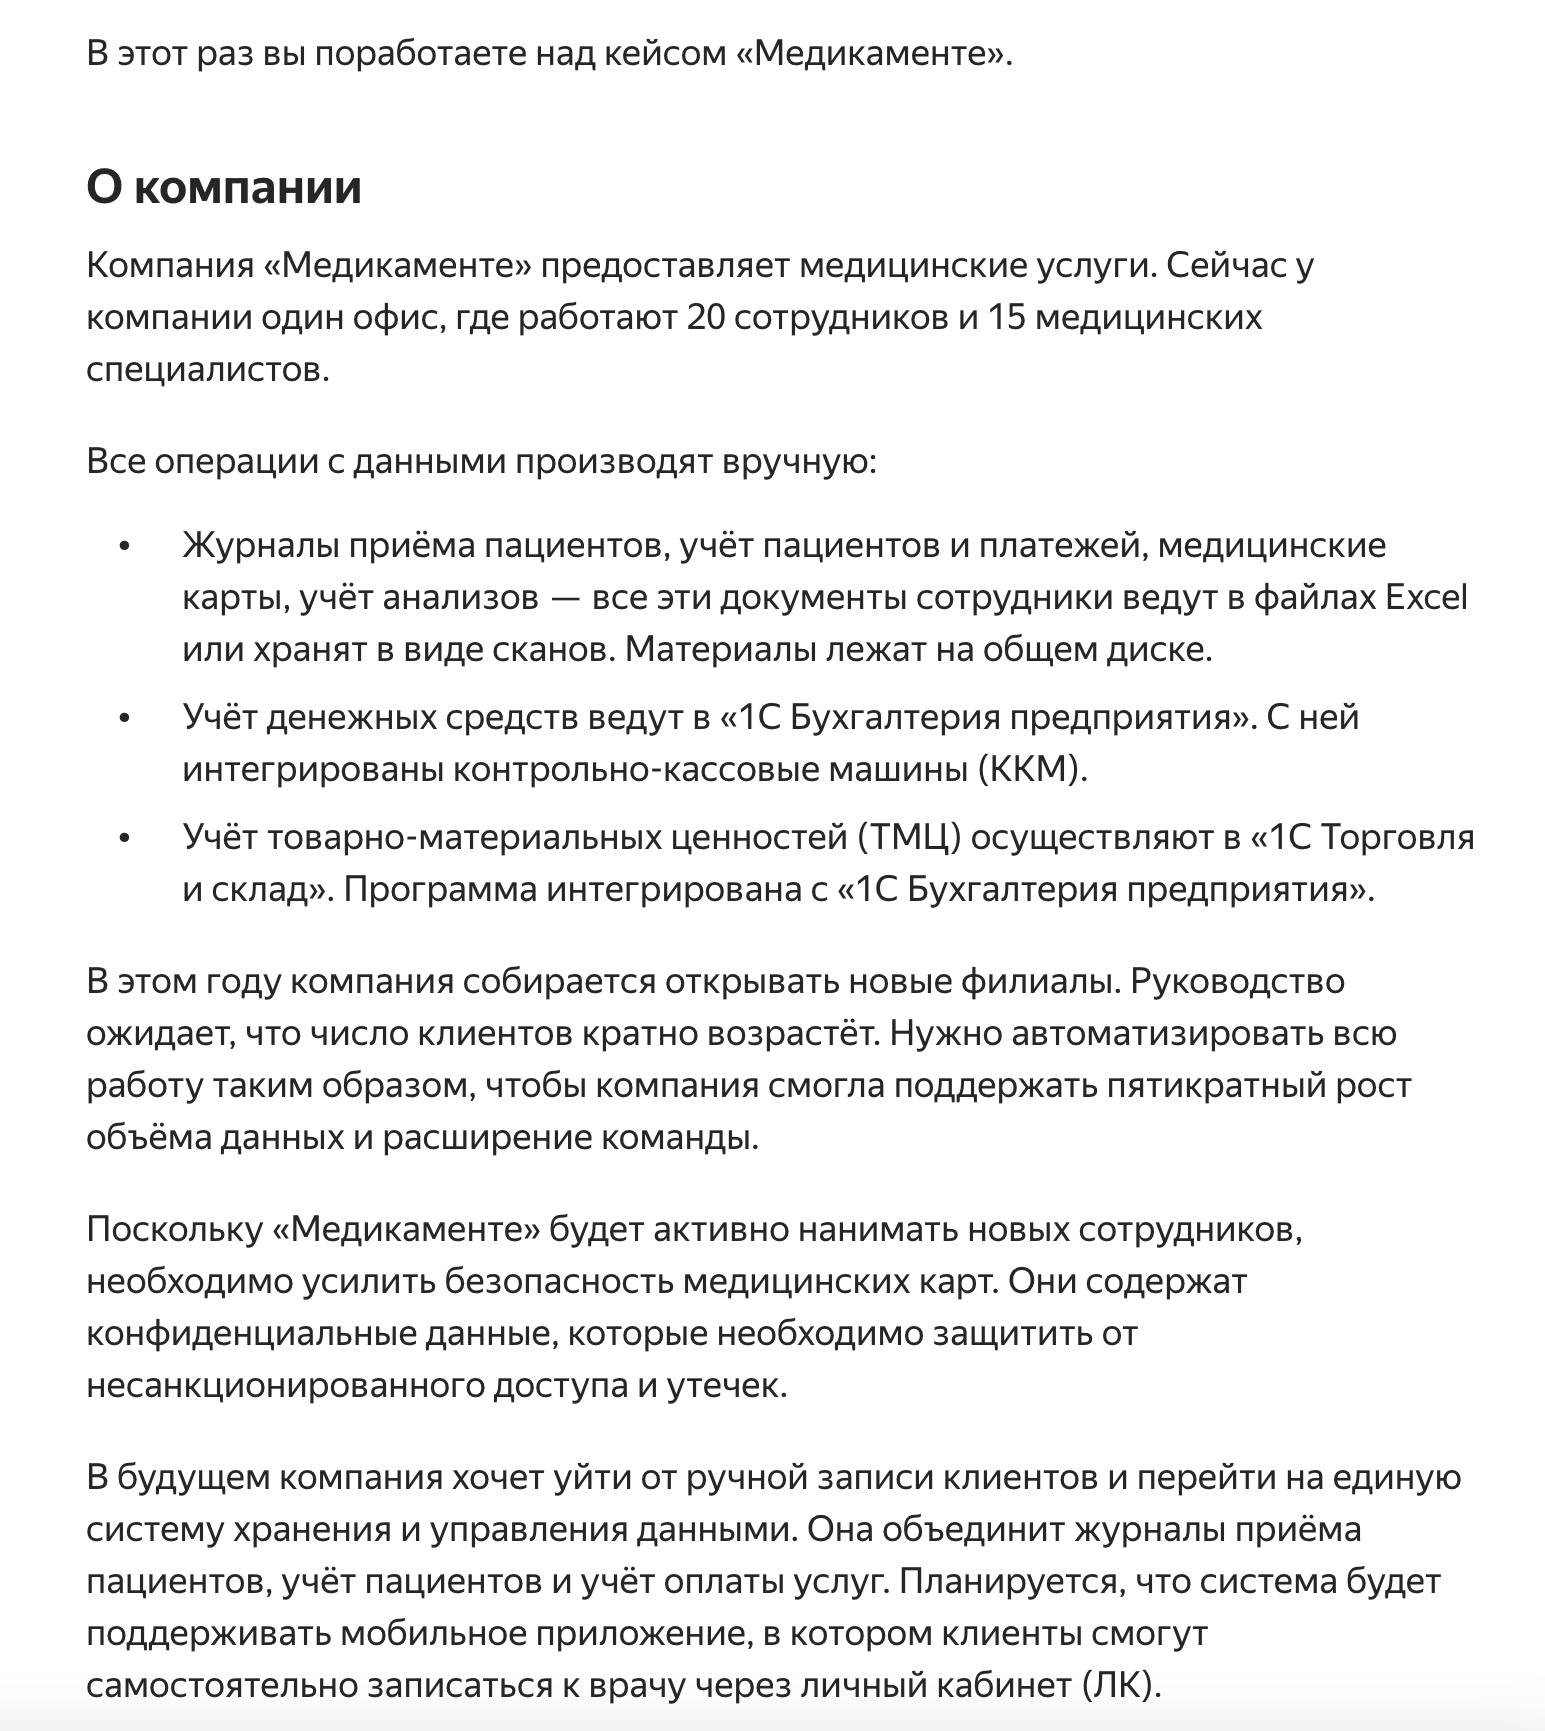 В этот раз вы поработаете над кейсом «Медикаменте».
О компании
Компания «Медикаменте» предоставляет медицинские услуги. Сейчас у
компании один офис, где работают 20 сотрудников и 15 медицинских
специалистов.
Все операции с данными производят вручную:
• Журналы приёма пациентов, учёт пациентов и платежей, медицинские
карты, учёт анализов — все эти документы сотрудники ведут в файлах Excel
или хранят в виде сканов. Материалы лежат на общем диске.
• Учёт денежных средств ведут в «1С Бухгалтерия предприятия». С ней
интегрированы контрольно-кассовые машины (ККМ).
• Учёт товарно-материальных ценностей (ТМЦ) осуществляют в «1С Торговля
и склад». Программа интегрирована с «1С Бухгалтерия предприятия».
В этом году компания собирается открывать новые филиалы. Руководство
ожидает, что число клиентов кратно возрастёт. Нужно автоматизировать всю
работу таким образом, чтобы компания смогла поддержать пятикратный рост
объёма данных и расширение команды.
Поскольку «Медикаменте» будет активно нанимать новых сотрудников,
необходимо усилить безопасность медицинских карт. Они содержат
конфиденциальные данные, которые необходимо защитить от
несанкционированного доступа и утечек.
В будущем компания хочет уйти от ручной записи клиентов и перейти на единую
систему хранения и управления данными. Она объединит журналы приёма
пациентов, учёт пациентов и учёт оплаты услуг. Планируется, что система будет
поддерживать мобильное приложение, в котором клиенты смогут
самостоятельно записаться к врачу через личный кабинет (ЛК).